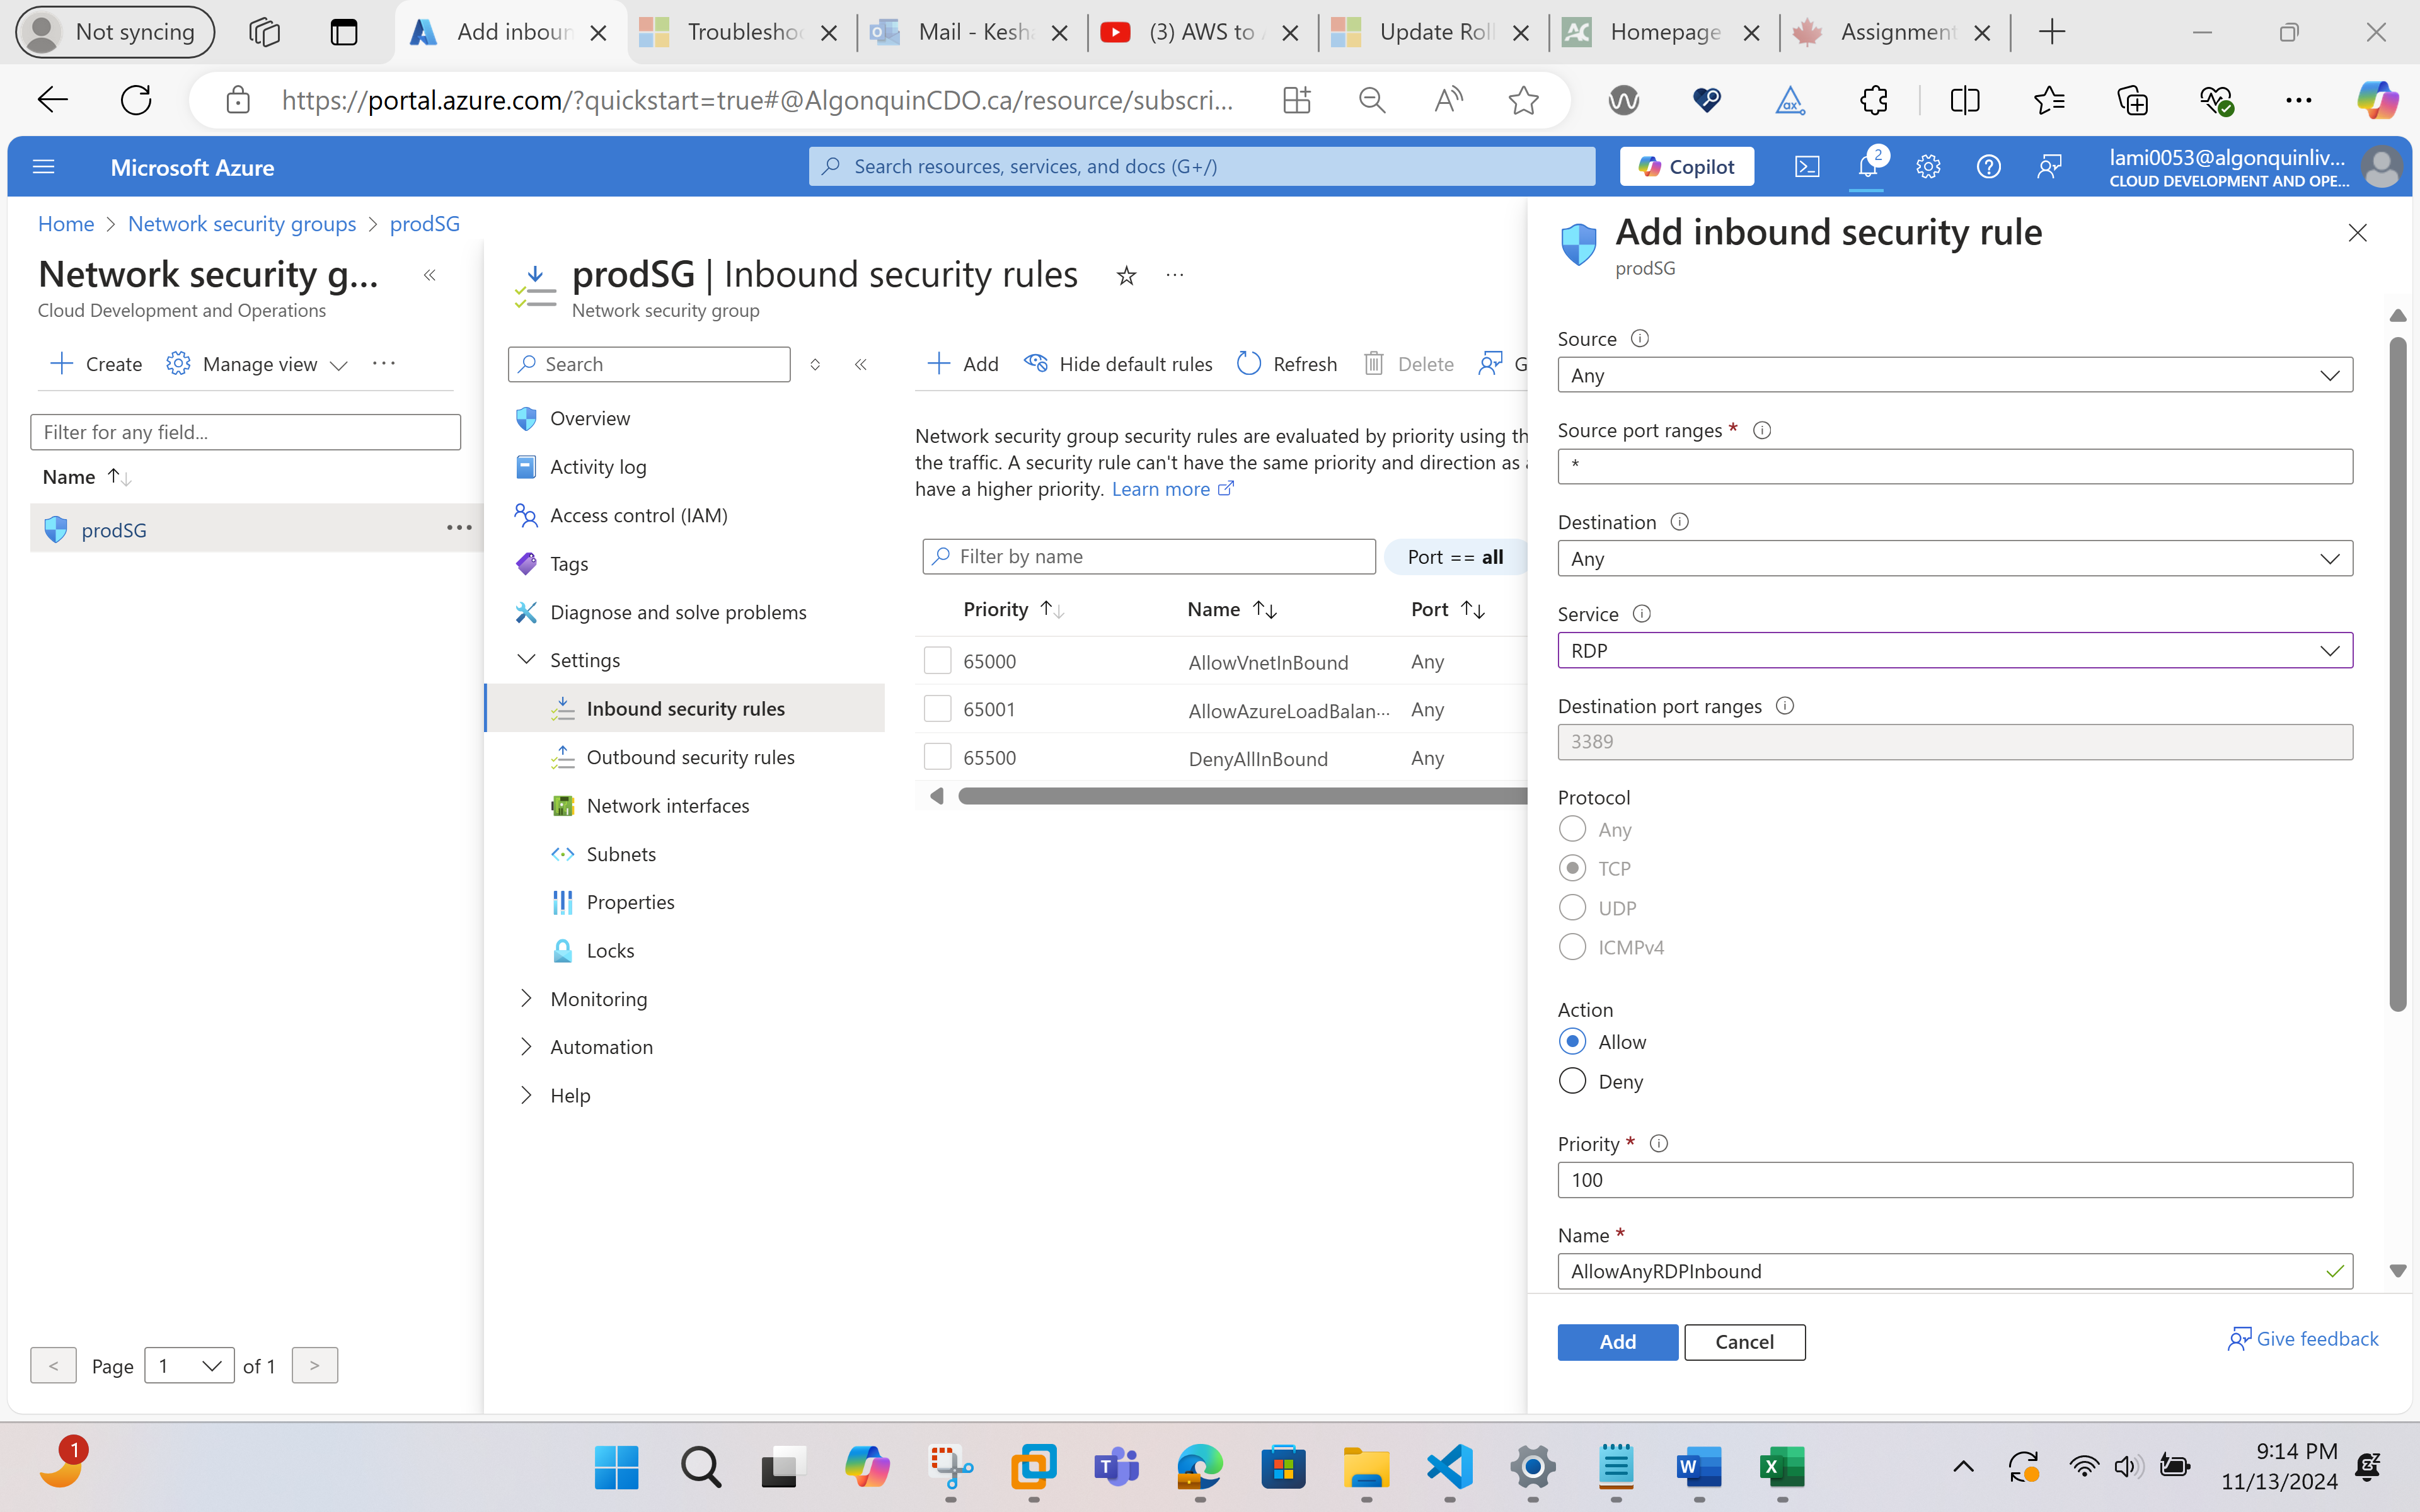 Not syncing
Add inboun
Troubleshoo
Mail - Kesha
(3) AWS to A
Update Roll
Homepage
Assignment
https://portal.azure.com/?quickstart=true#@AlgonquinCDO.ca/resource/subscri...
Microsoft Azure
Search resources, services, and docs (G+/)
Copilot
2
lami0053@algonquinliv...
CLOUD DEVELOPMENT AND OPE...
Home > Network security groups > prodSG
Network security g...
Cloud Development and Operations
Create
Manage view
Filter for any field...
Name
prodSG
< Page 1 of 1 >
prodSG | Inbound security rules
Network security group
Search
Overview
Activity log
Access control (IAM)
Tags
Diagnose and solve problems
Settings
Inbound security rules
Outbound security rules
Network interfaces
Subnets
Properties
Locks
Monitoring
Automation
Help
Add
Hide default rules
Refresh
Delete
G
Network security group security rules are evaluated by priority using th
the traffic. A security rule can't have the same priority and direction as
have a higher priority. Learn more
Filter by name
Port == all
Priority Name Port
65000 AllowVnetInBound Any
65001 AllowAzureLoadBalan... Any
65500 DenyAllInBound Any
Add inbound security rule
prodSG
Source
Any
Source port ranges *
*
Destination
Any
Service
RDP
Destination port ranges
3389
Protocol
Any
TCP
UDP
ICMPv4
Action
Allow
Deny
Priority *
100
Name *
AllowAnyRDPInbound
Add
Cancel
Give feedback
1
9:14 PM
11/13/2024